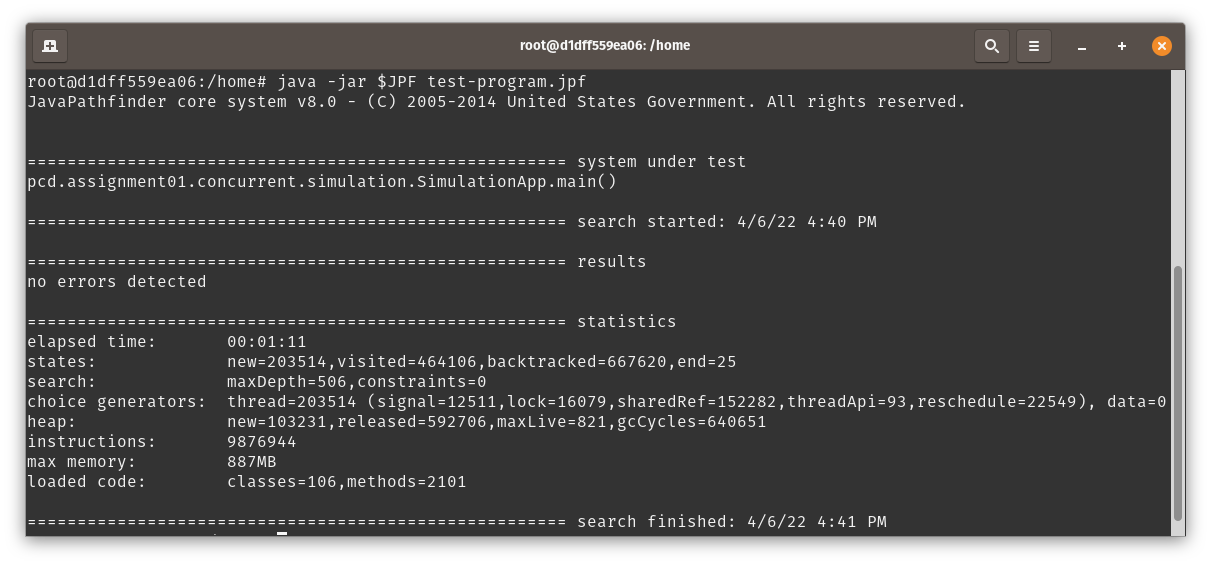 root@d1dff559ea06: /home
root@d1dff559ea06:/home# java -jar $JPF test-program.jpf
JavaPathfinder core system v8.0 - (C) 2005-2014 United States Government. All rights reserved.
====================================================== system under test
pcd.assignment01.concurrent.simulation.SimulationApp.main()
====================================================== search started: 4/6/22 4:40 PM
====================================================== results
no errors detected
====================================================== statistics
elapsed time:       00:01:11
states:             new=203514,visited=464106,backtracked=667620,end=25
search:             maxDepth=506,constraints=0
choice generators:  thread=203514 (signal=12511,lock=16079,sharedRef=152282,threadApi=93,reschedule=22549), data=0
heap:               new=103231,released=592706,maxLive=821,gcCycles=640651
instructions:       9876944
max memory:         887MB
loaded code:        classes=106,methods=2101
====================================================== search finished: 4/6/22 4:41 PM